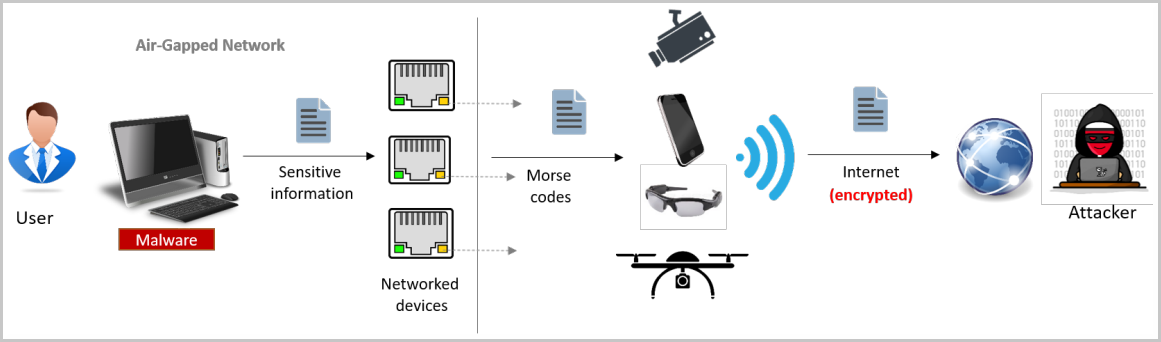 Air-Gapped Network
User
Malware
Sensitive
information
Networked
devices
Morse
codes
Internet
(encrypted)
Attacker